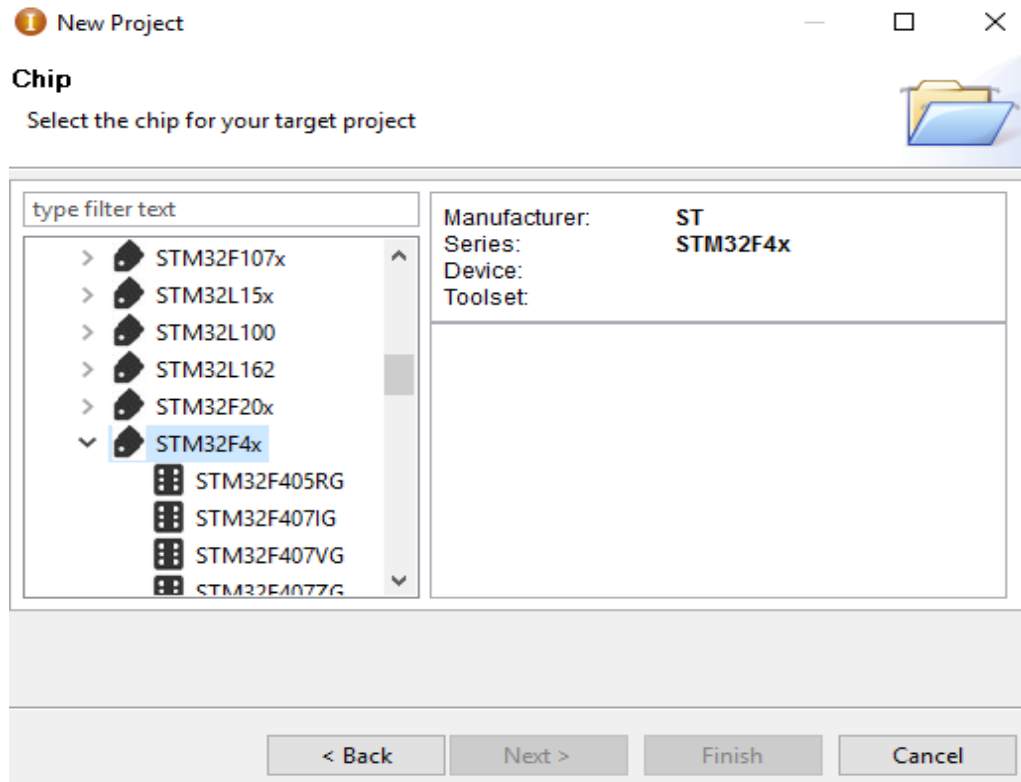 New Project
Chip
Select the chip for your target project
type filter text
STM32F107x
STM32L15x
STM32L100
STM32L162
STM32F20x
STM32F4x
STM32F405RG
STM32F407IG
STM32F407VG
STM32F407ZG
Manufacturer: ST
Series: STM32F4x
Device:
Toolset:
< Back Next > Finish Cancel